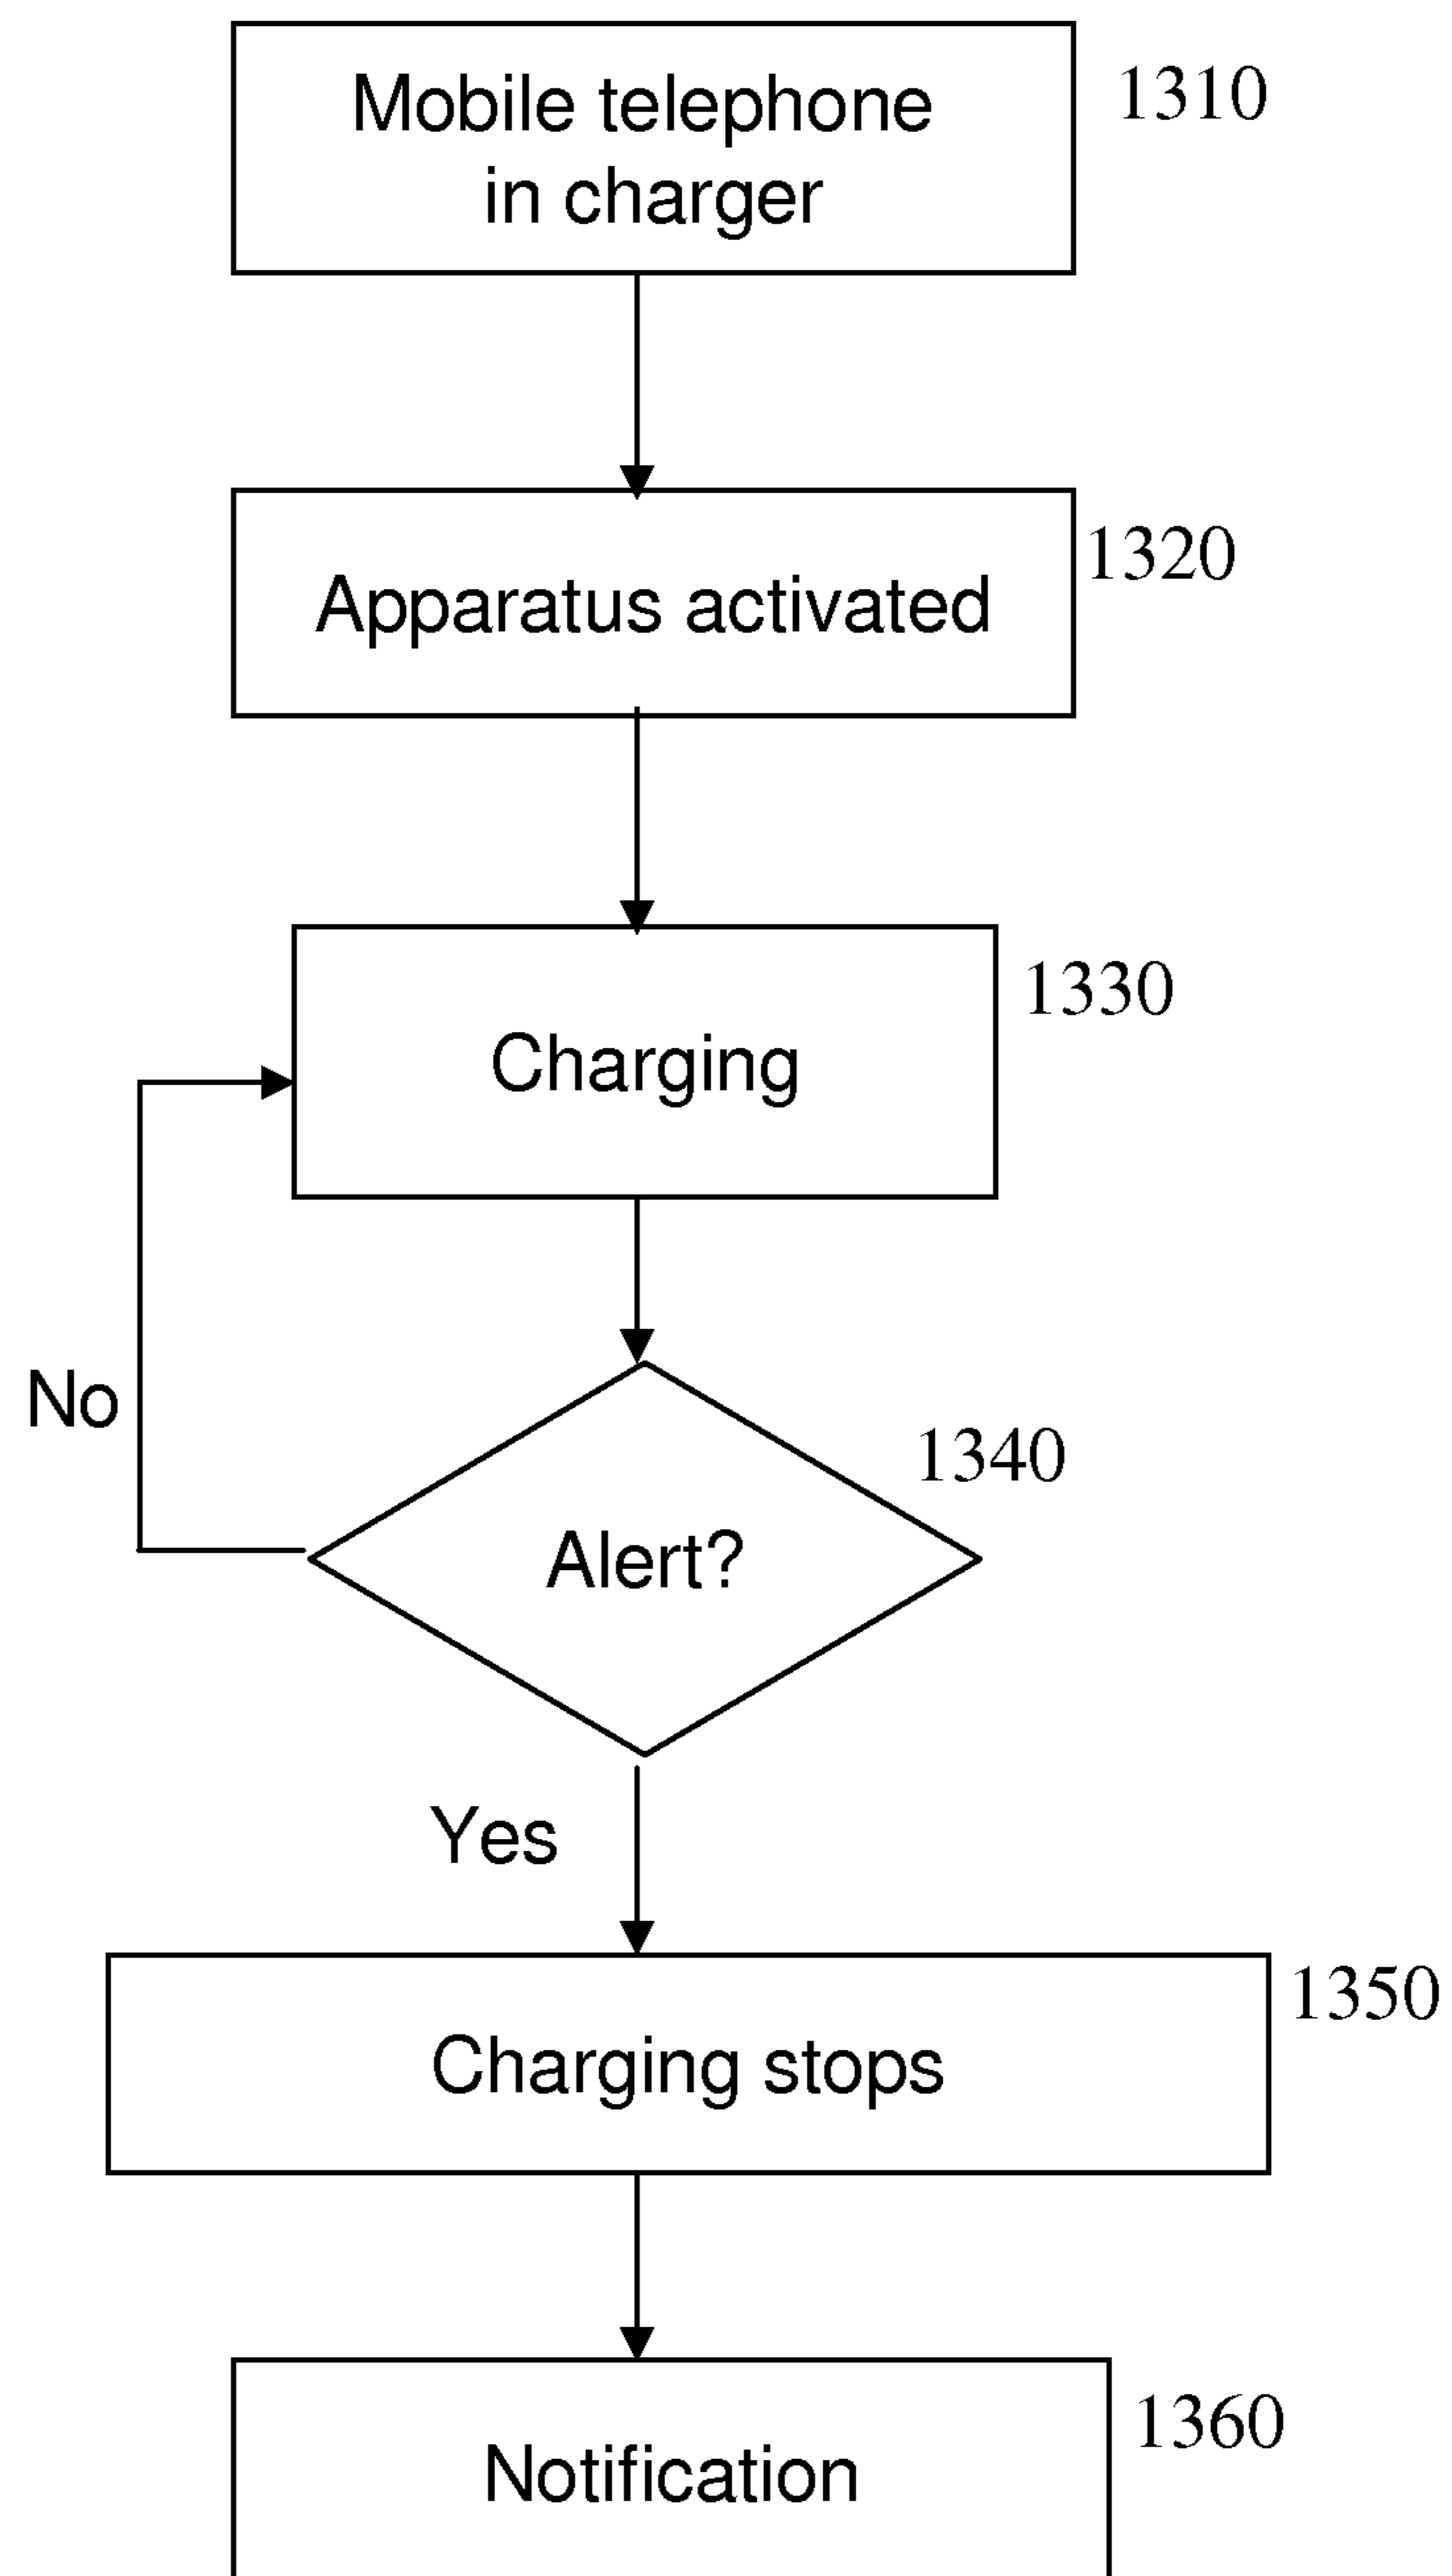 Mobile telephone
in charger
1310
Apparatus activated
1320
Charging
1330
No
Alert?
1340
Yes
Charging stops
1350
Notification
1360